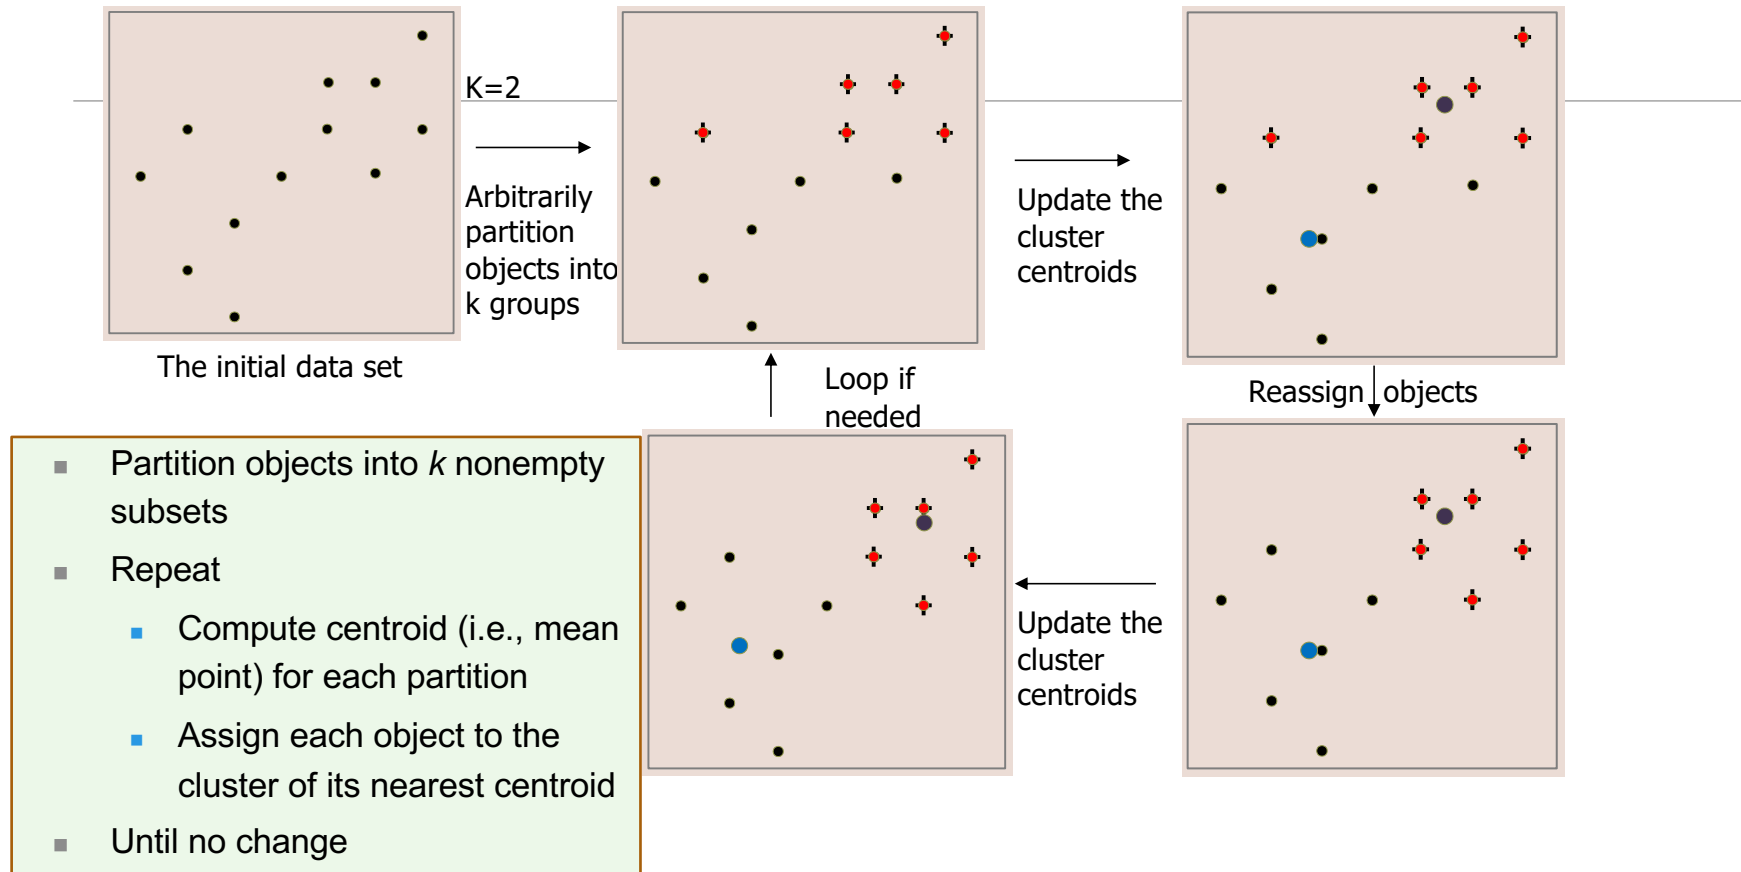 K=2
Arbitrarily
partition
objects into
k groups
The initial data set
Update the
cluster
centroids
Reassign objects
Loop if
needed
Update the
cluster
centroids
Partition objects into k nonempty
subsets
Repeat
Compute centroid (i.e., mean
point) for each partition
Assign each object to the
cluster of its nearest centroid
Until no change